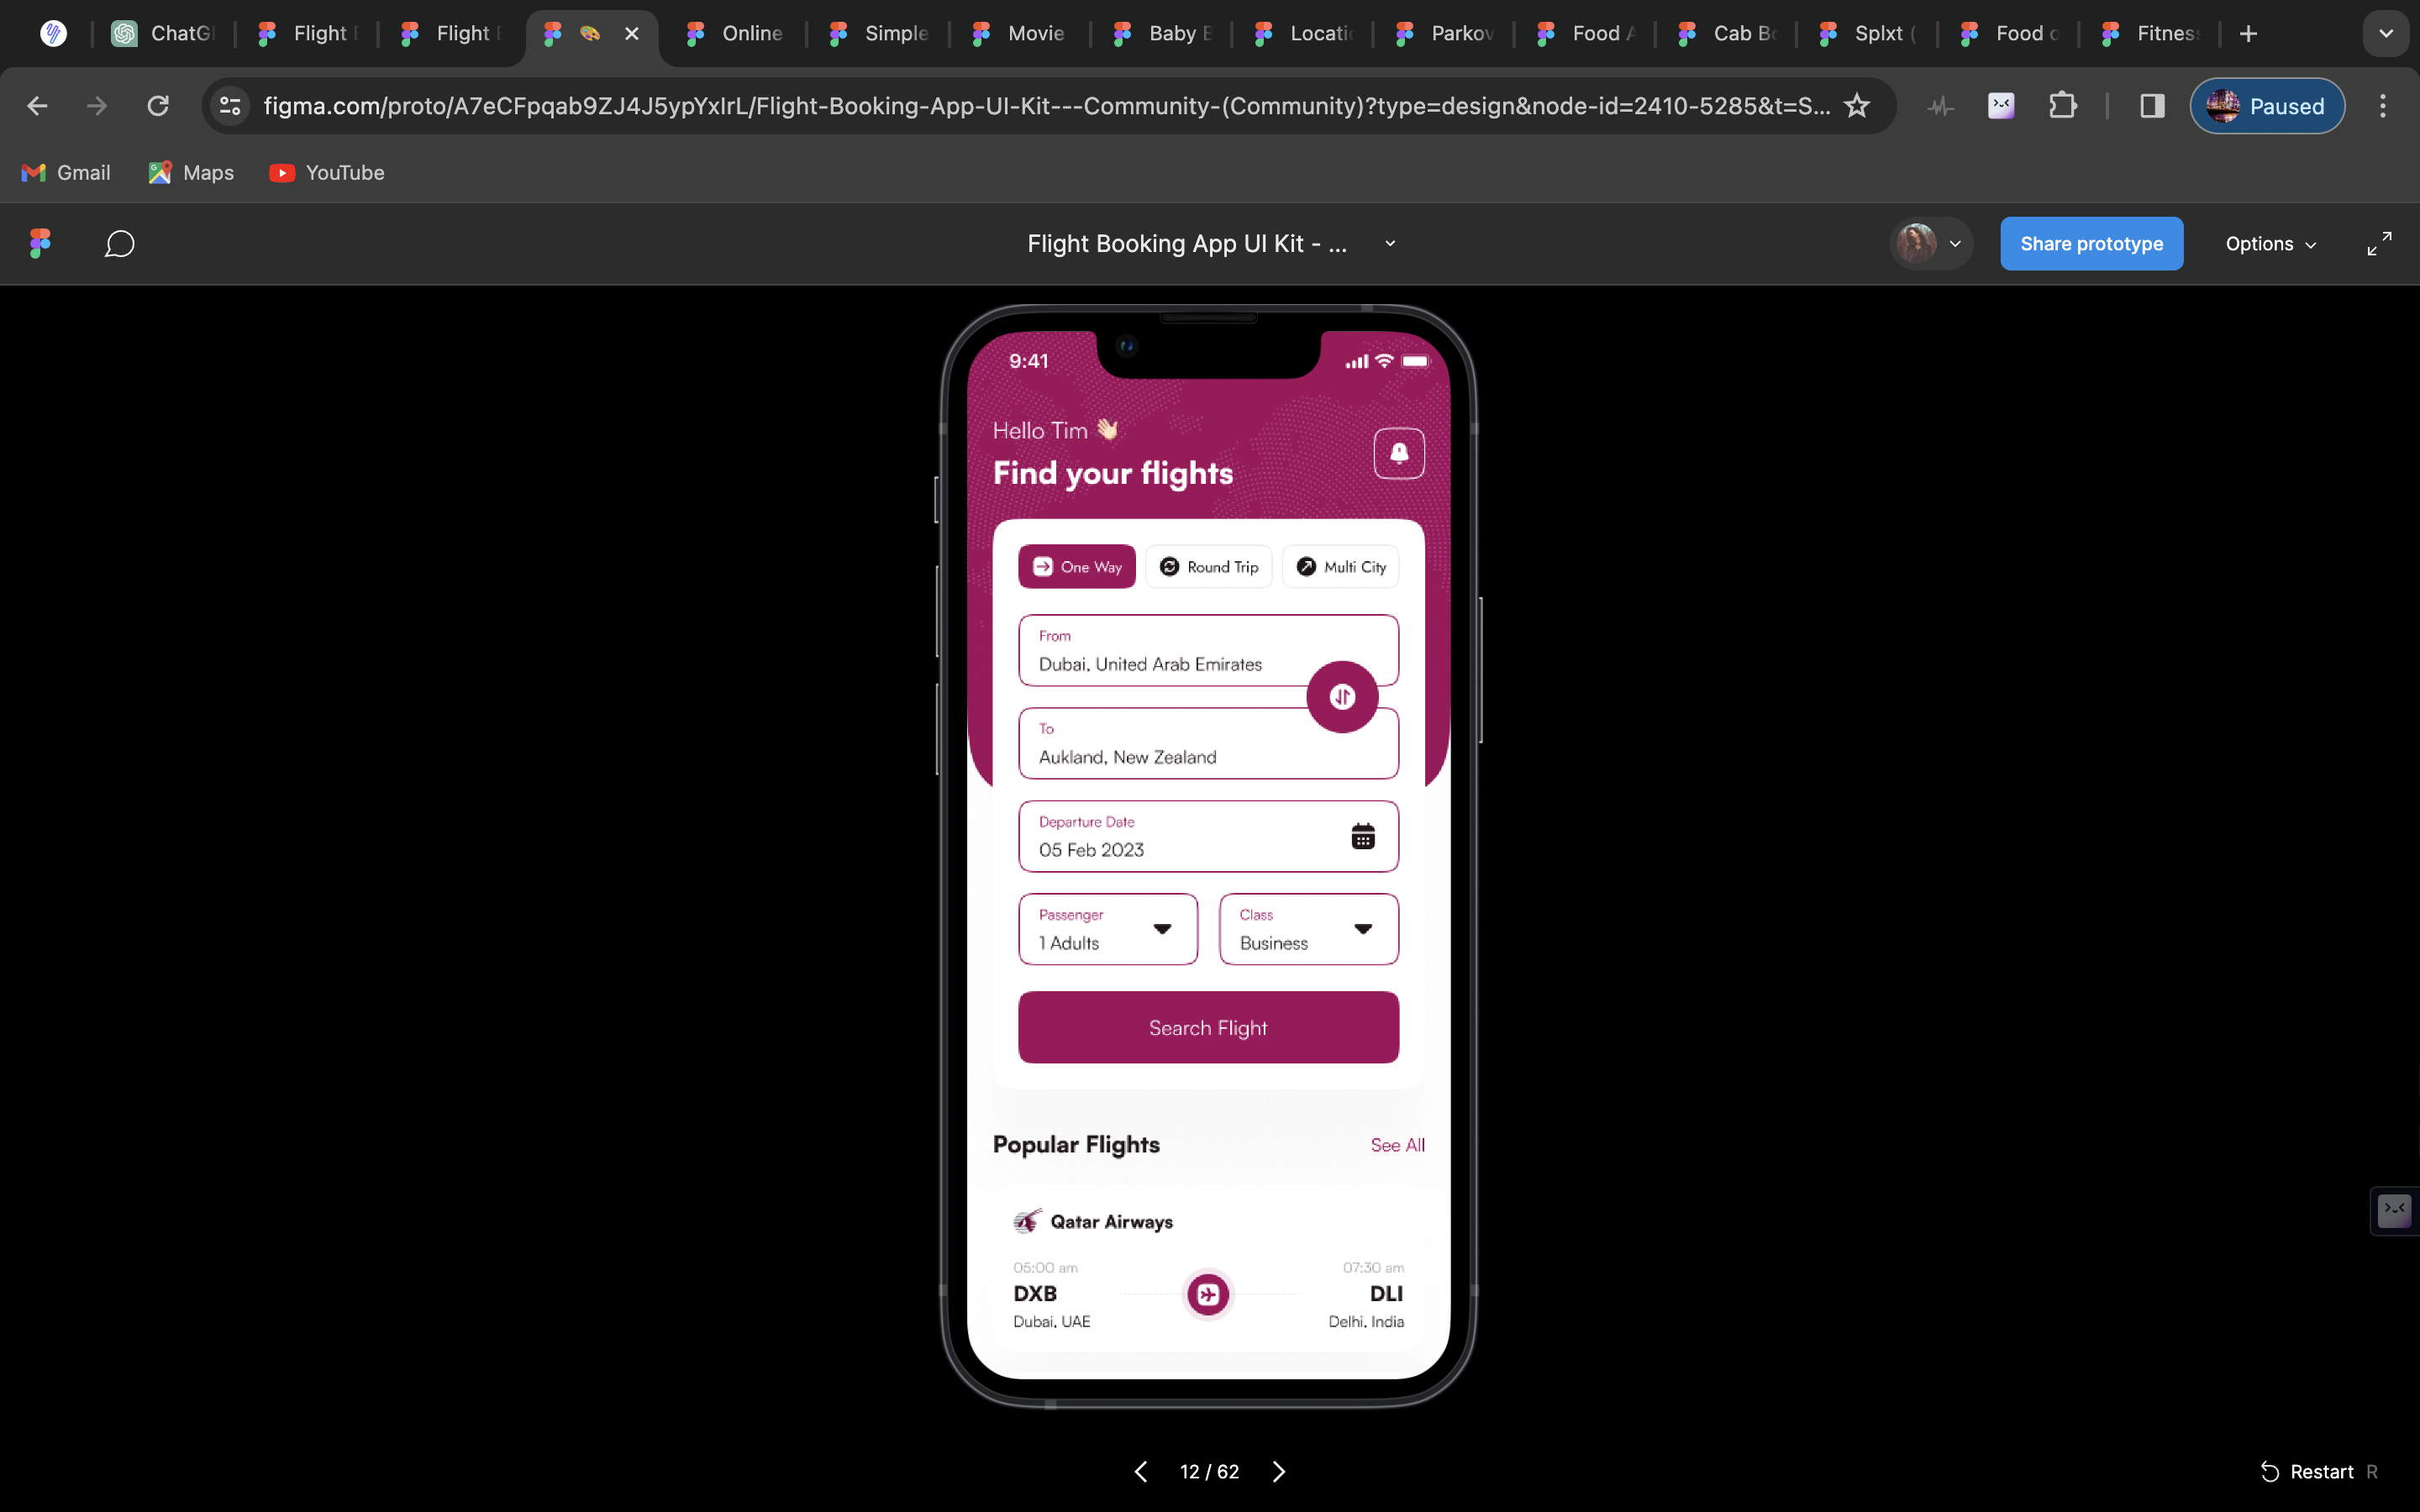 ChatG
Flight
Flight
Online
Simple
Movie
Baby
Locati
Parkov
Food A
Cab Bo
Splxt (
Food o
Fitness
figma.com/proto/A7eCFpqab9ZJ4J5ypYxIrL/Flight-Booking-App-UI-Kit---Community-(Community)?type=design&node-id=2410-5285&t=S...
Paused
Gmail
Maps
YouTube
Flight Booking App UI Kit - ...
Share prototype
Options
9:41
Hello Tim 👋🏻
Find your flights
One Way
Round Trip
Multi City
From
Dubai, United Arab Emirates
To
Aukland, New Zealand
Departure Date
05 Feb 2023
Passenger
1 Adults
Class
Business
Search Flight
Popular Flights
See All
Qatar Airways
05:00 am
07:30 am
DXB
DLI
Dubai, UAE
Delhi, India
12 / 62
Restart R